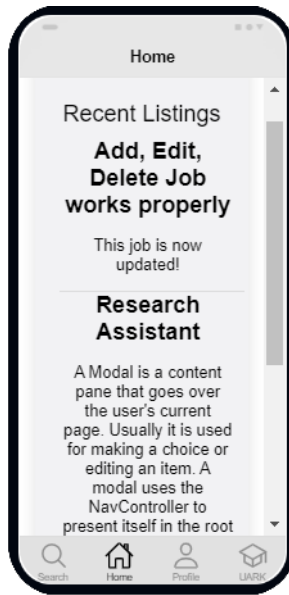 Home
Recent Listings
Add, Edit,
Delete Job
works properly
This job is now
updated!
Research
Assistant
A Modal is a content
pane that goes over
the user's current
page. Usually it is used
for making a choice or
editing an item. A
modal uses the
NavController to
present itself in the root
Search Home Profile UARK